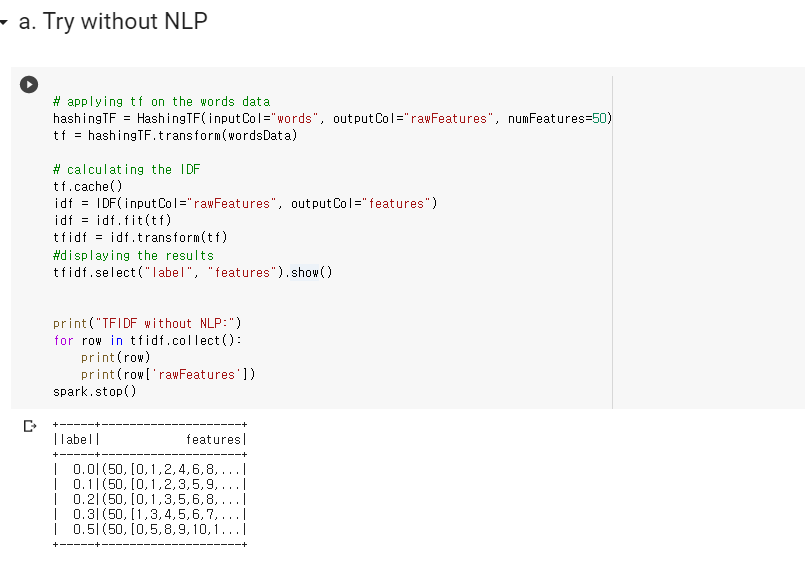 a. Try without NLP
# applying tf on the words data
hashingTF = HashingTF(inputCol="words", outputCol="rawFeatures", numFeatures=50)
tf = hashingTF.transform(wordsData)
# calculating the IDF
tf.cache()
idf = IDF(inputCol="rawFeatures", outputCol="features")
idf = idf.fit(tf)
tfidf = idf.transform(tf)
#displaying the results
tfidf.select("label", "features").show()
print("TFIDF without NLP:")
for row in tfidf.collect():
    print(row)
    print(row['rawFeatures'])
spark.stop()
+-----+--------------------+
|label|            features|
+-----+--------------------+
|  0.0|(50,[0,1,2,4,6,8,...|
|  0.1|(50,[0,1,2,3,5,9,...|
|  0.2|(50,[0,1,3,5,6,8,...|
|  0.3|(50,[1,3,4,5,6,7,...|
|  0.5|(50,[0,5,8,9,10,1...|
+-----+--------------------+